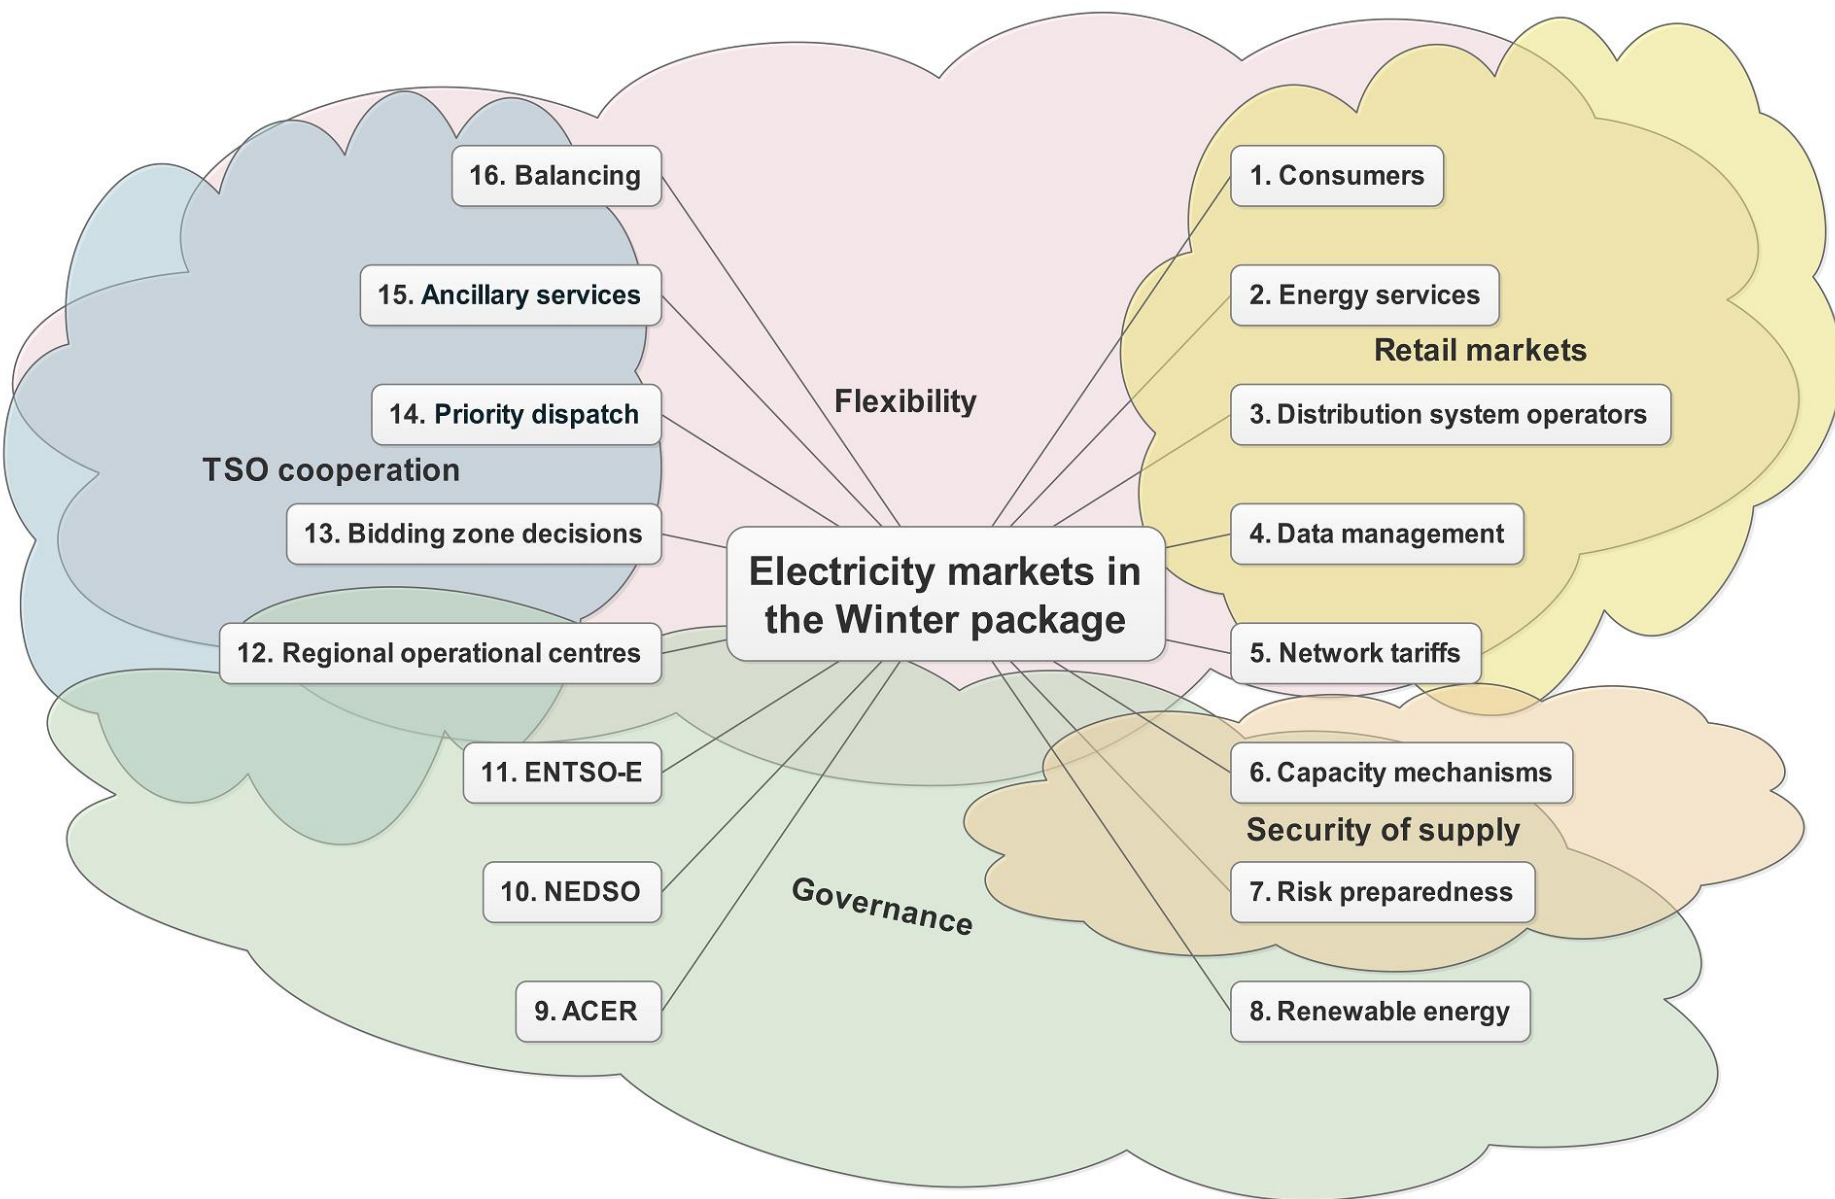 16. Balancing
1. Consumers
15. Ancillary services
2. Energy services
Retail markets
Flexibility
14. Priority dispatch
3. Distribution system operators
TSO cooperation
13. Bidding zone decisions
4. Data management
Electricity markets in
the Winter package
12. Regional operational centres
5. Network tariffs
11. ENTSO-E
6. Capacity mechanisms
Security of supply
10. NEDSO
Governance
7. Risk preparedness
9. ACER
8. Renewable energy